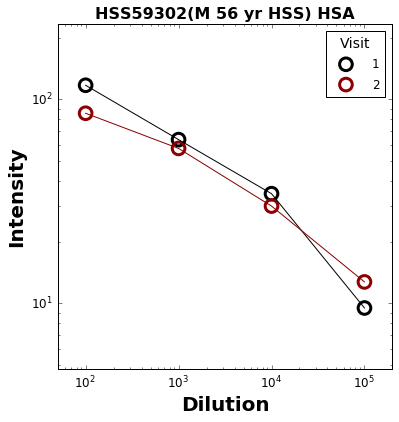 HSS59302(M 56 yr HSS) HSA
Visit
1
2
10²
10¹
Intensity
10² 10³ 10⁴ 10⁵
Dilution